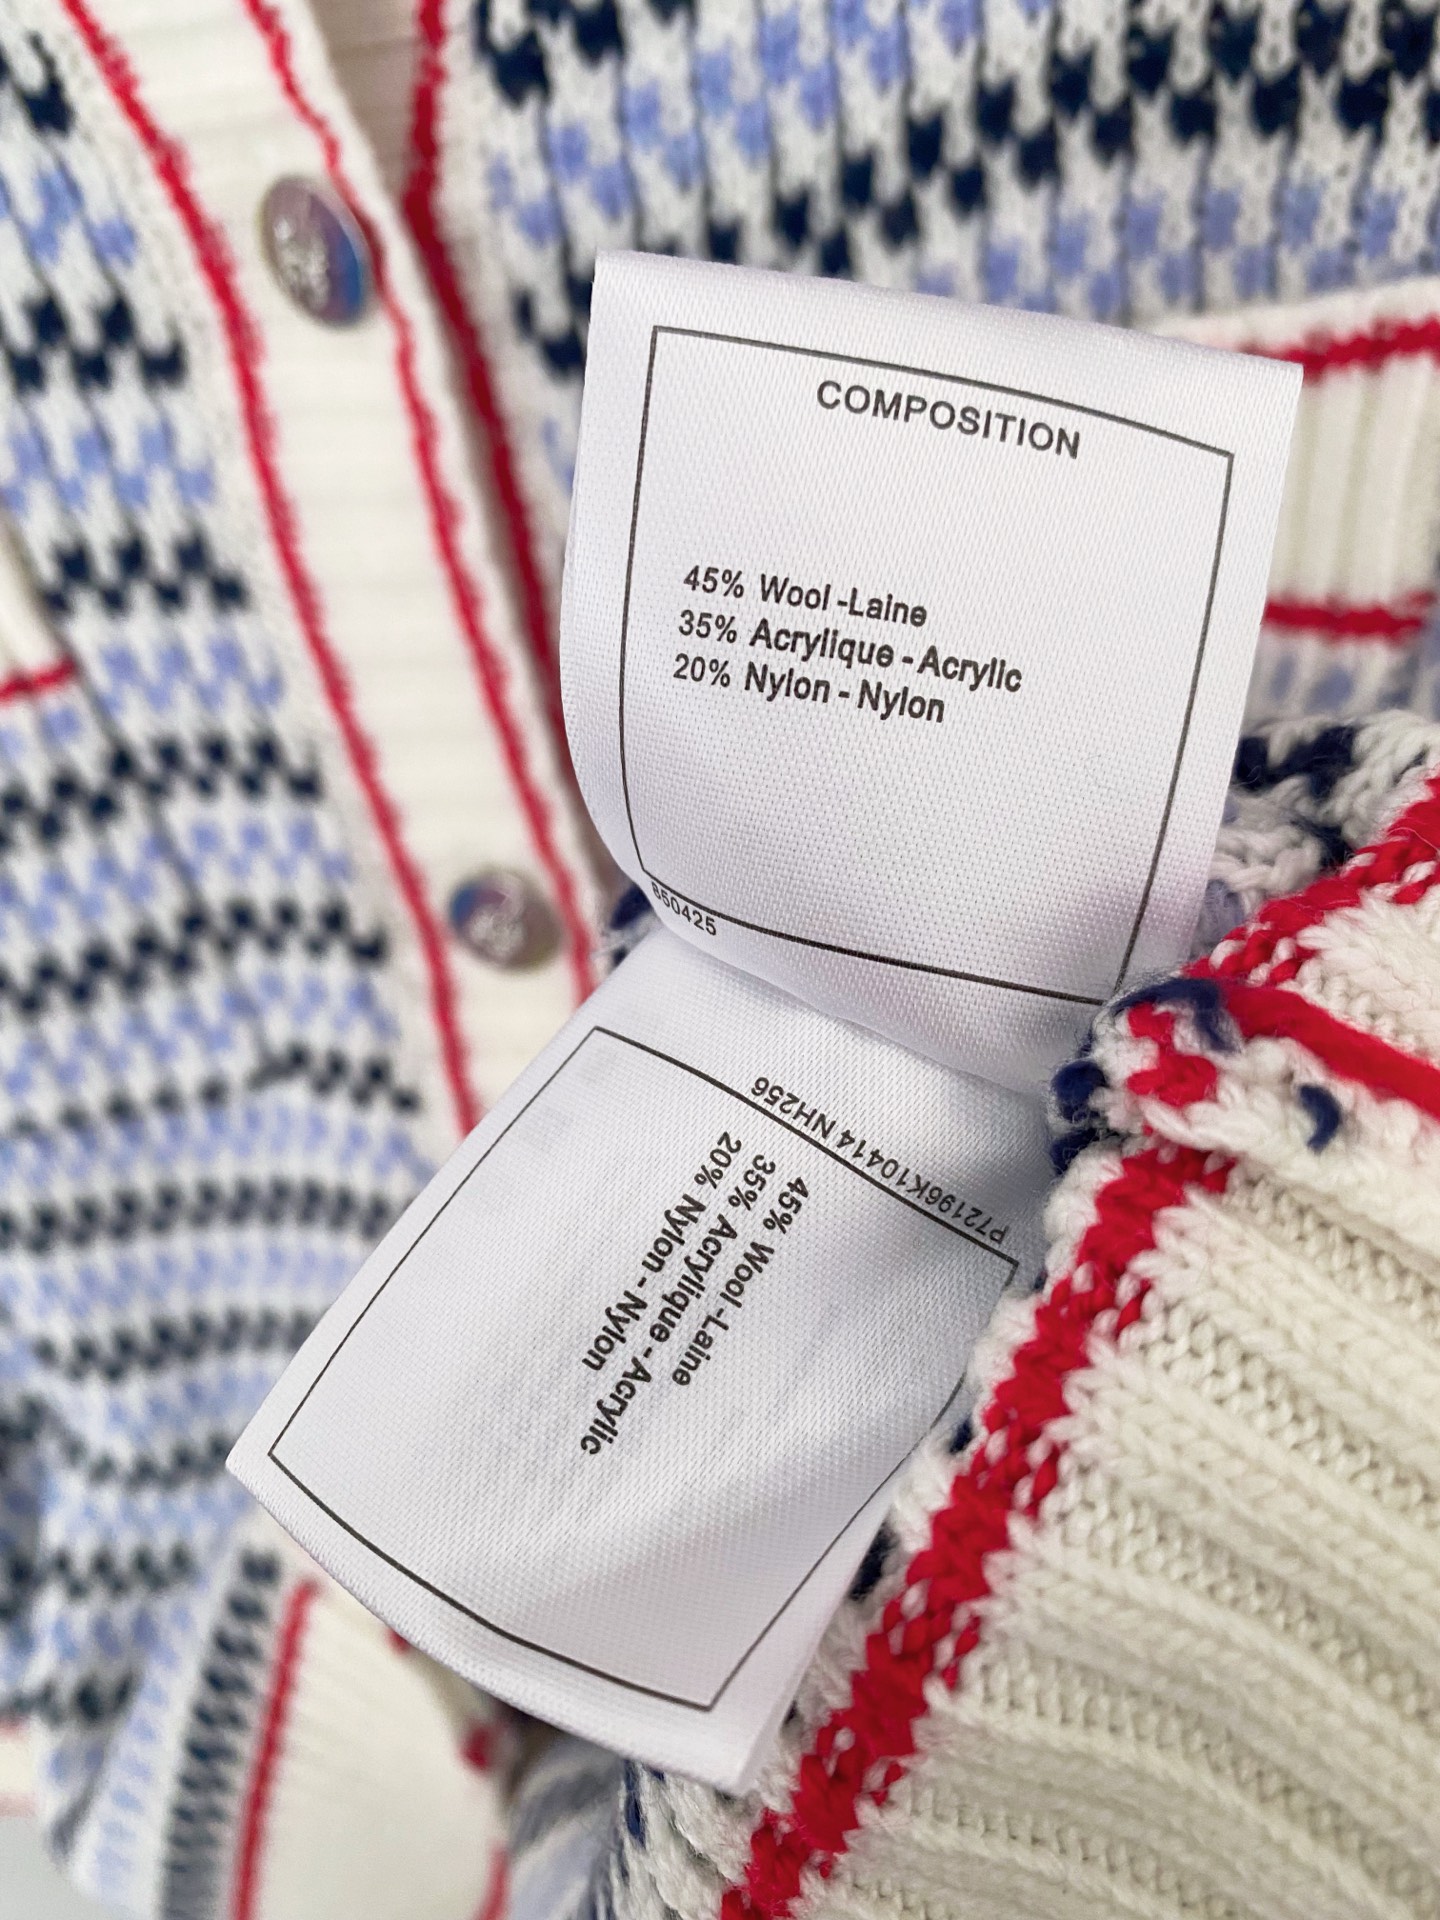 COMPOSITION
45% Wool -Laine
35% Acrylique - Acrylic
20% Nylon - Nylon
850425
P72196K10414 NH256
45% Wool -Laine
35% Acrylique - Acrylic
20% Nylon - Nylon